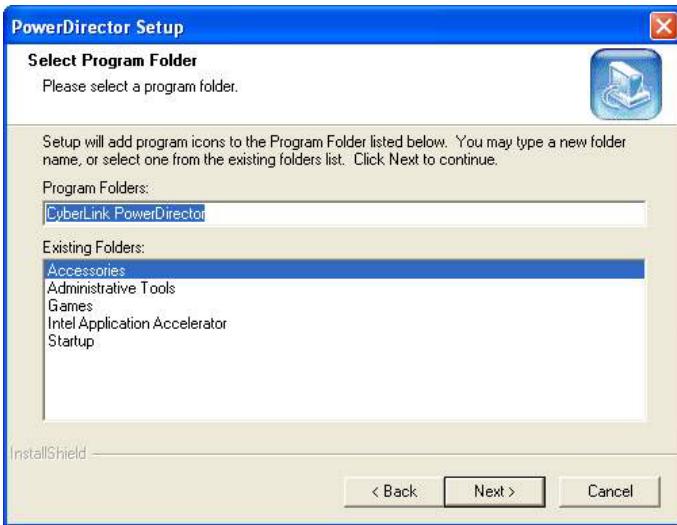 PowerDirector Setup
Select Program Folder
Please select a program folder.
Setup will add program icons to the Program Folder listed below.  You may type a new folder
name, or select one from the existing folders list.  Click Next to continue.
Program Folders:
CyberLink PowerDirector
Existing Folders:
Accessories
Administrative Tools
Games
Intel Application Accelerator
Startup
InstallShield
< Back
Next >
Cancel